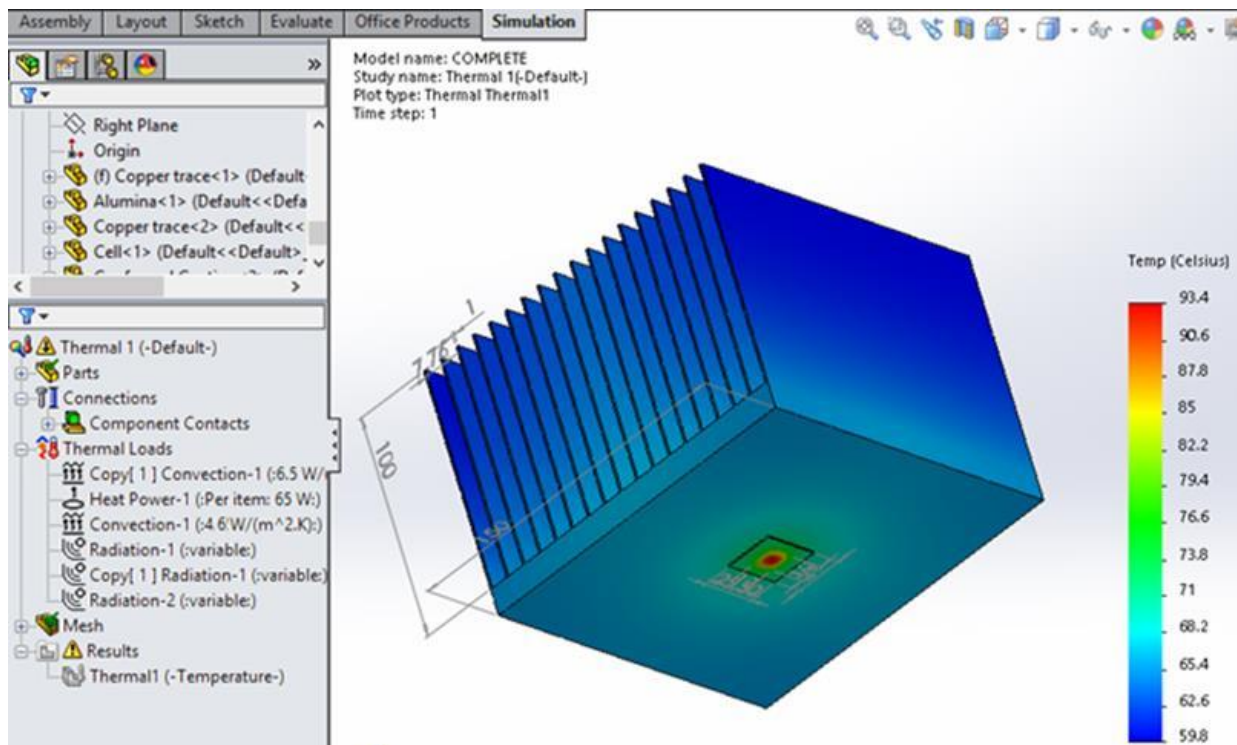 Assembly Layout Sketch Evaluate Office Products Simulation
Model name: COMPLETE
Study name: Thermal 1(-Default-)
Plot type: Thermal Thermal1
Time step: 1
Right Plane
Origin
(f) Copper trace<1> (Default
Alumina<1> (Default<<Defa
Copper trace<2> (Default<<
Cell<1> (Default<<Default>
Thermal 1 (-Default-)
Parts
Connections
Component Contacts
Thermal Loads
Copy[ 1 ] Convection-1 (:6.5 W/
Heat Power-1 (:Per item: 65 W:)
Convection-1 (:4.6 W/(m^2.K):)
Radiation-1 (:variable:)
Copy[ 1 ] Radiation-1 (:variable:)
Radiation-2 (:variable:)
Mesh
Results
Thermal1 (-Temperature-)
1
7.76
100
150
Temp (Celsius)
93.4
90.6
87.8
85
82.2
79.4
76.6
73.8
71
68.2
65.4
62.6
59.8